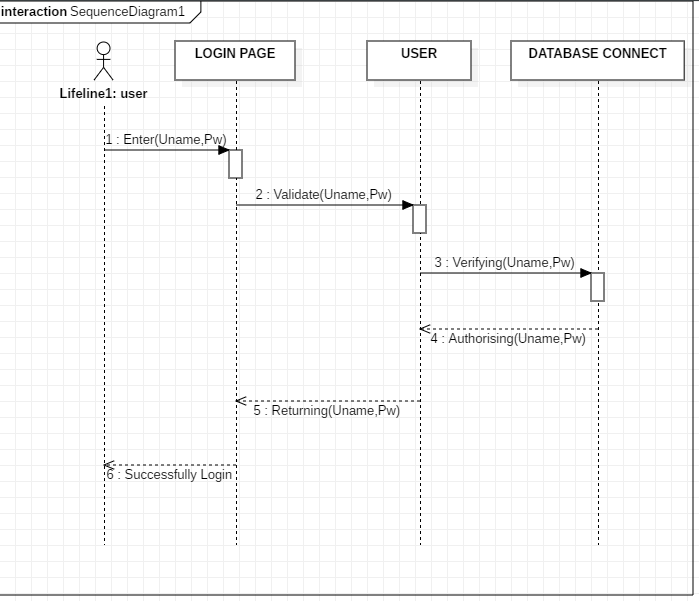 interaction SequenceDiagram1
Lifeline1: user
LOGIN PAGE
USER
DATABASE CONNECT
1 : Enter(Uname,Pw)
2 : Validate(Uname,Pw)
3 : Verifying(Uname,Pw)
4 : Authorising(Uname,Pw)
5 : Returning(Uname,Pw)
6 : Successfully Login